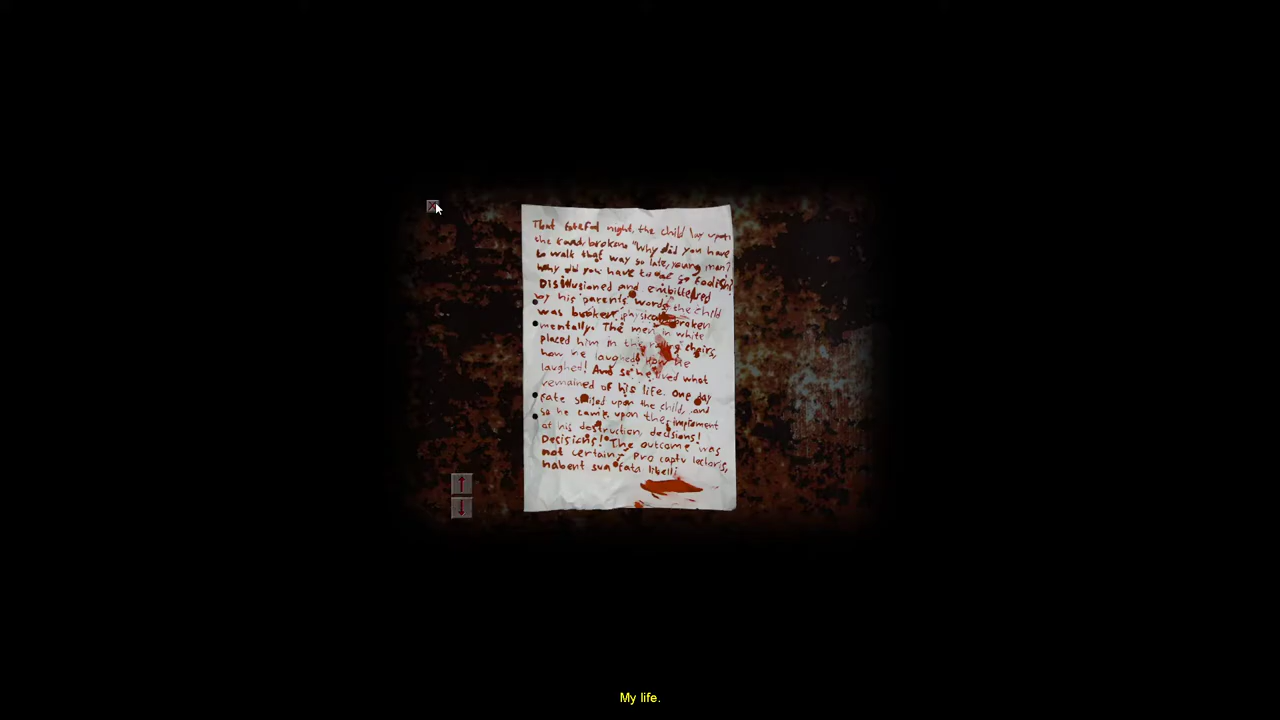 That fateful night, the child lay upon
the road, broken. "Why did you have
to walk that way so late, young man?
Why did you have to be so foolish?
Disillusioned and embittered
by his parents words the child
was broken, physically broken
mentally. The men in white
placed him in the rolling chairs,
how he laughed! How he
laughed! And so he lived what
remained of his life. One day
fate smiled upon the child, and
so he came upon the implement
of his destruction, decisions!
Decisions! The outcome was
not certain. Pro captu lectoris,
habent sua fata libelli
My life.